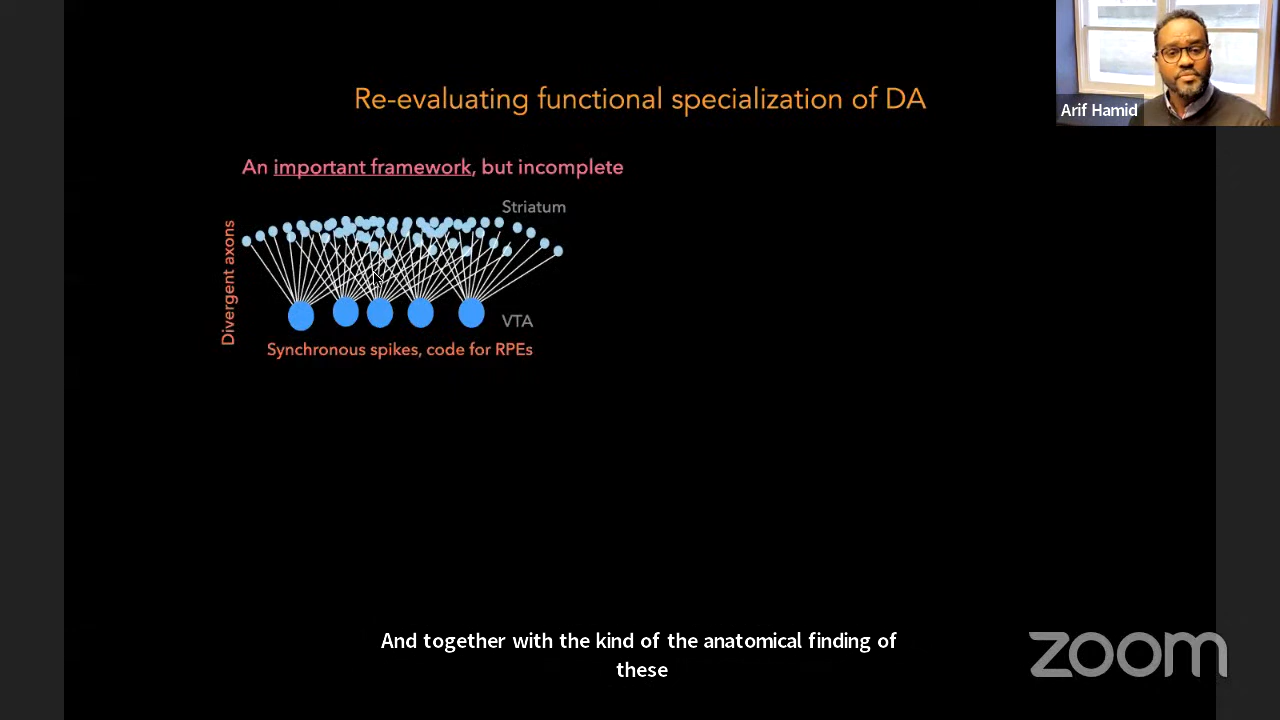 Re-evaluating functional specialization of DA
Arif Hamid
An important framework, but incomplete
Striatum
Divergent axons
VTA
Synchronous spikes, code for RPEs
And together with the kind of the anatomical finding of
these
zoom